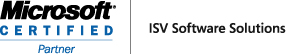 Microsoft®
CERTIFIED
Partner
ISV Software Solutions